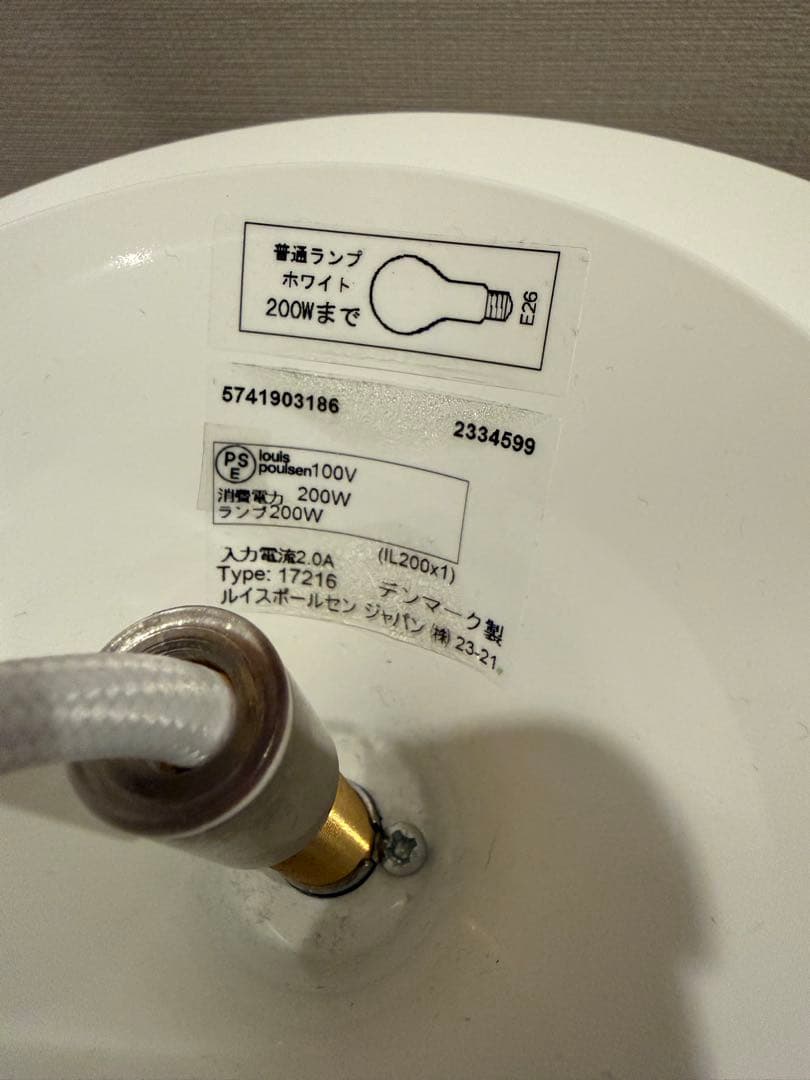 普通ランプ
ホワイト
200Wまで
E26
5741903186
2334599
PS
E
louis
poulsen 100V
消費電力 200W
ランプ200W
入力電流2.0A (IL200x1)
Type: 17216 デンマーク製
ルイスポールセン ジャパン ㈱ 23-21